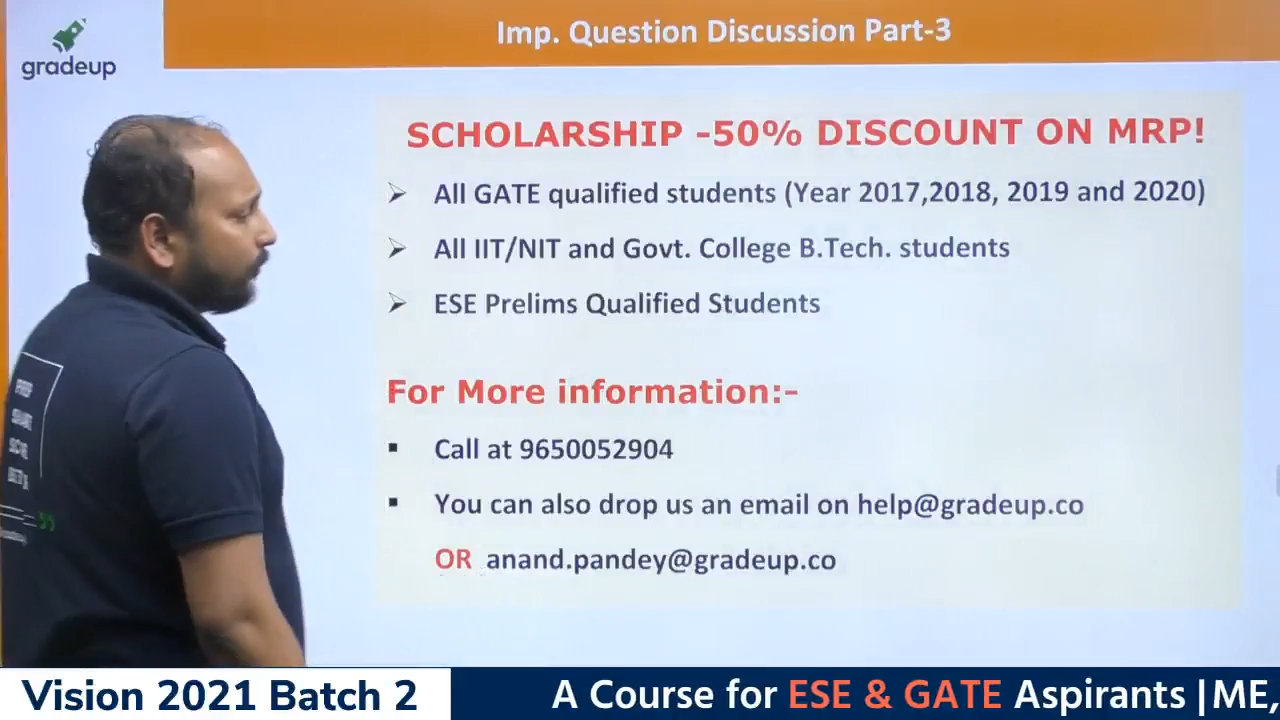 gradeup
Imp. Question Discussion Part-3
SCHOLARSHIP -50% DISCOUNT ON MRP!
All GATE qualified students (Year 2017,2018, 2019 and 2020)
All IIT/NIT and Govt. College B.Tech. students
ESE Prelims Qualified Students
For More information:-
Call at 9650052904
You can also drop us an email on help@gradeup.co
OR anand.pandey@gradeup.co
Vision 2021 Batch 2
A Course for ESE & GATE Aspirants | ME,